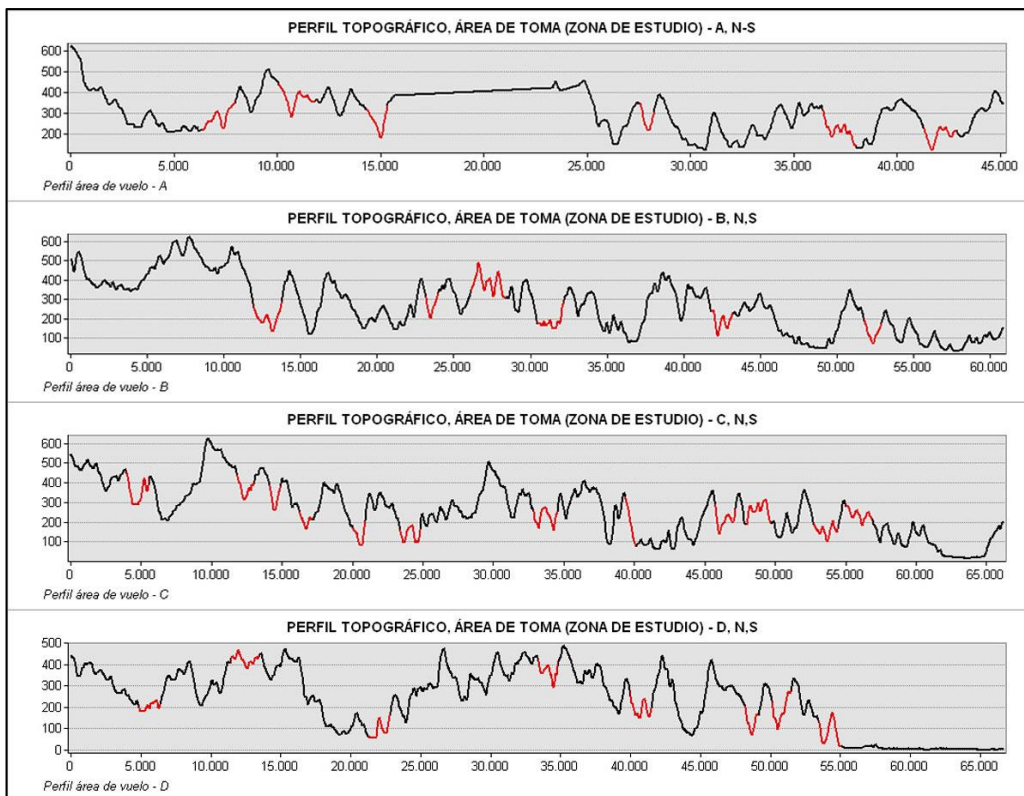 PERFIL TOPOGRÁFICO, ÁREA DE TOMA (ZONA DE ESTUDIO) - A, N-S
600
500
400
300
200
0 5.000 10.000 15.000 20.000 25.000 30.000 35.000 40.000 45.000
Perfil área de vuelo - A
PERFIL TOPOGRÁFICO, ÁREA DE TOMA (ZONA DE ESTUDIO) - B, N,S
600
500
400
300
200
100
0 5.000 10.000 15.000 20.000 25.000 30.000 35.000 40.000 45.000 50.000 55.000 60.000
Perfil área de vuelo - B
PERFIL TOPOGRÁFICO, ÁREA DE TOMA (ZONA DE ESTUDIO) - C, N,S
600
500
400
300
200
100
0 5.000 10.000 15.000 20.000 25.000 30.000 35.000 40.000 45.000 50.000 55.000 60.000 65.000
Perfil área de vuelo - C
PERFIL TOPOGRÁFICO, ÁREA DE TOMA (ZONA DE ESTUDIO) - D, N,S
500
400
300
200
100
0
0 5.000 10.000 15.000 20.000 25.000 30.000 35.000 40.000 45.000 50.000 55.000 60.000 65.000
Perfil área de vuelo - D